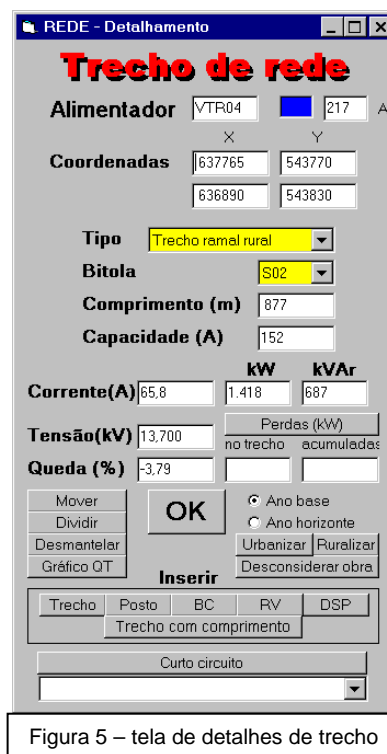 REDE - Detalhamento
Trecho de rede
Alimentador VTR04 217 A
X Y
Coordenadas 637765 543770
636890 543830
Tipo Trecho ramal rural
Bitola S02
Comprimento (m) 877
Capacidade (A) 152
kW kVAr
Corrente(A) 65,8 1.418 687
Perdas (kW)
Tensão(kV) 13,700 no trecho acumuladas
Queda (%) -3,79
Mover OK Ano base
Dividir Ano horizonte
Desmantelar Urbanizar Ruralizar
Gráfico QT Desconsiderar obra
Inserir
Trecho Posto BC RV DSP
Trecho com comprimento
Curto circuito
Figura 5 – tela de detalhes de trecho